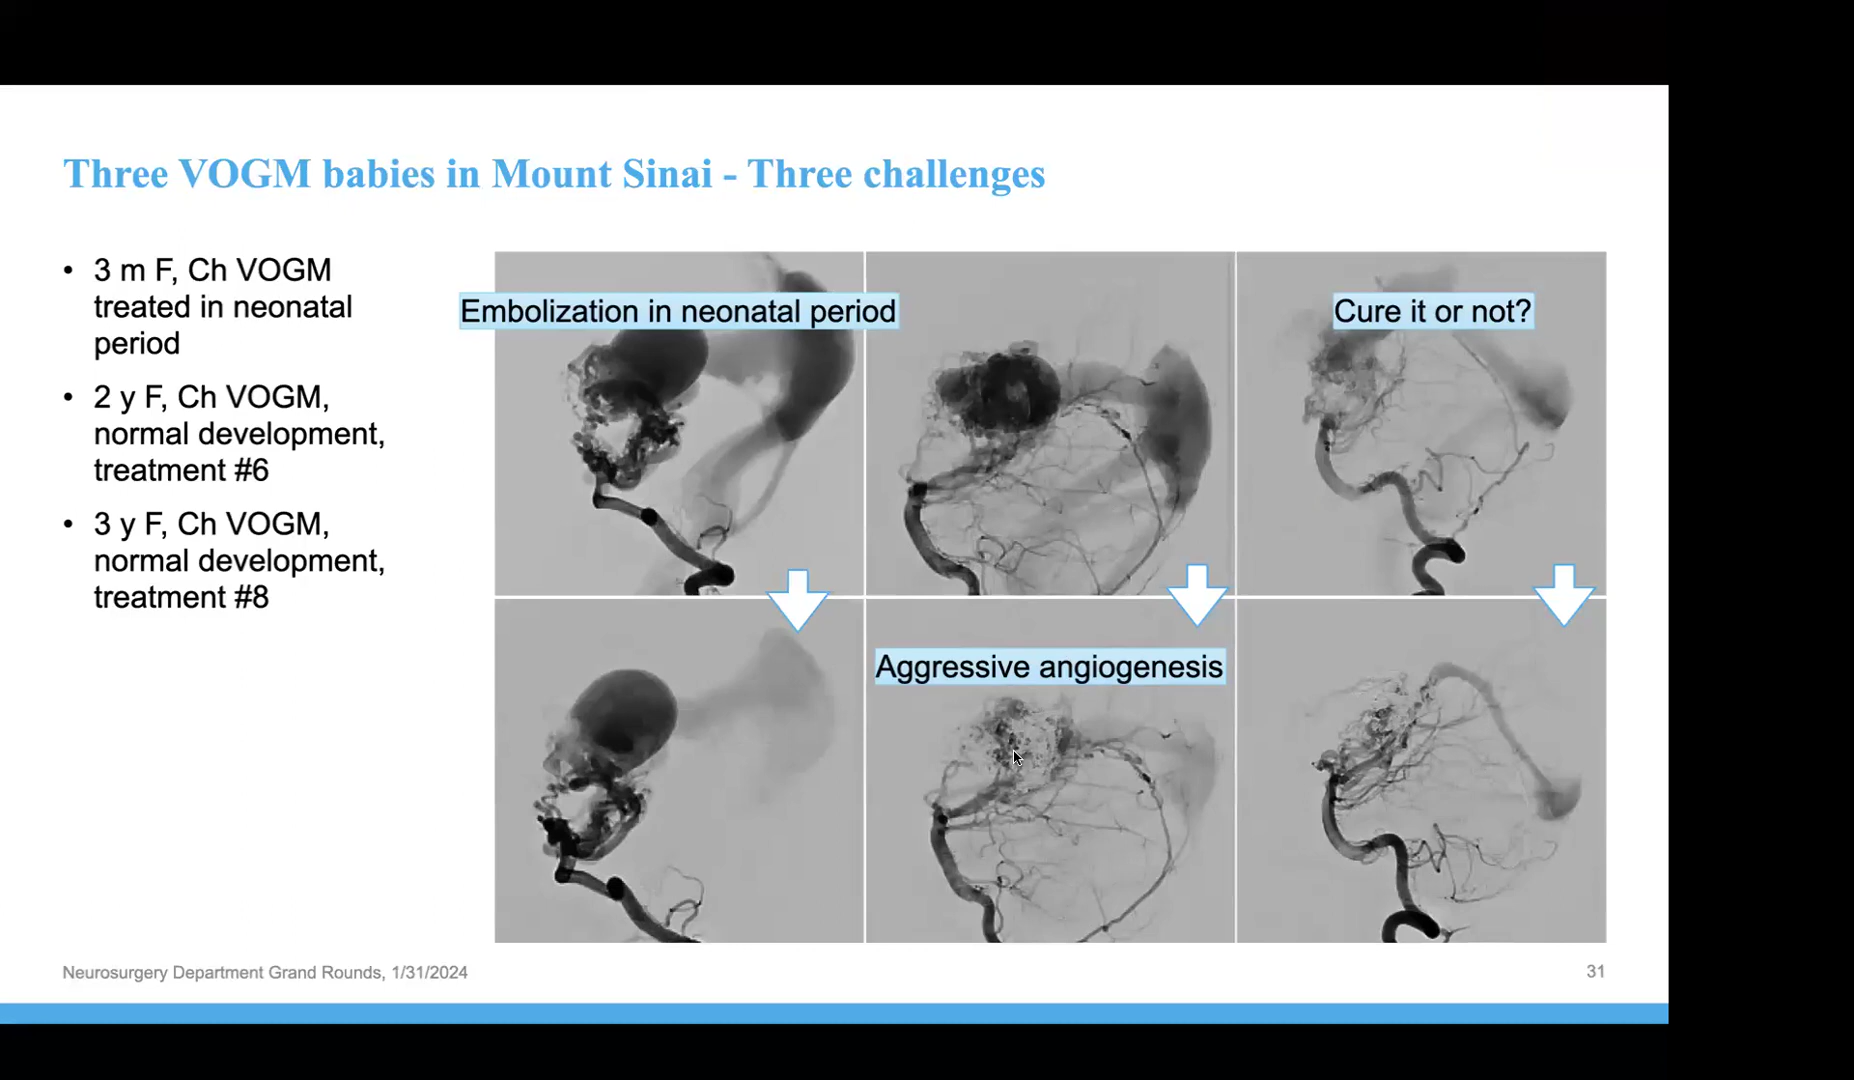 Three VOGM babies in Mount Sinai - Three challenges
• 3 m F, Ch VOGM
treated in neonatal
period
• 2 y F, Ch VOGM,
normal development,
treatment #6
• 3 y F, Ch VOGM,
normal development,
treatment #8
Embolization in neonatal period
Cure it or not?
Aggressive angiogenesis
Neurosurgery Department Grand Rounds, 1/31/2024
31